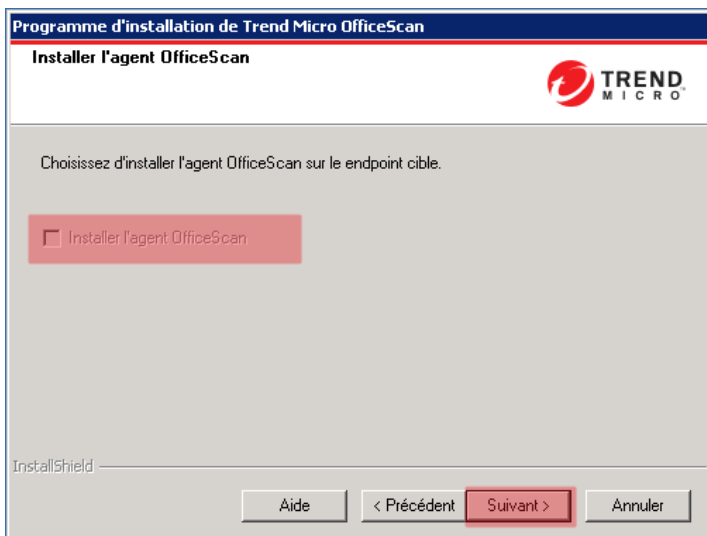 Programme d'installation de Trend Micro OfficeScan
Installer l'agent OfficeScan
TREND
MICRO
Choisissez d'installer l'agent OfficeScan sur le endpoint cible.
Installer l'agent OfficeScan
InstallShield
Aide
< Précédent
Suivant >
Annuler